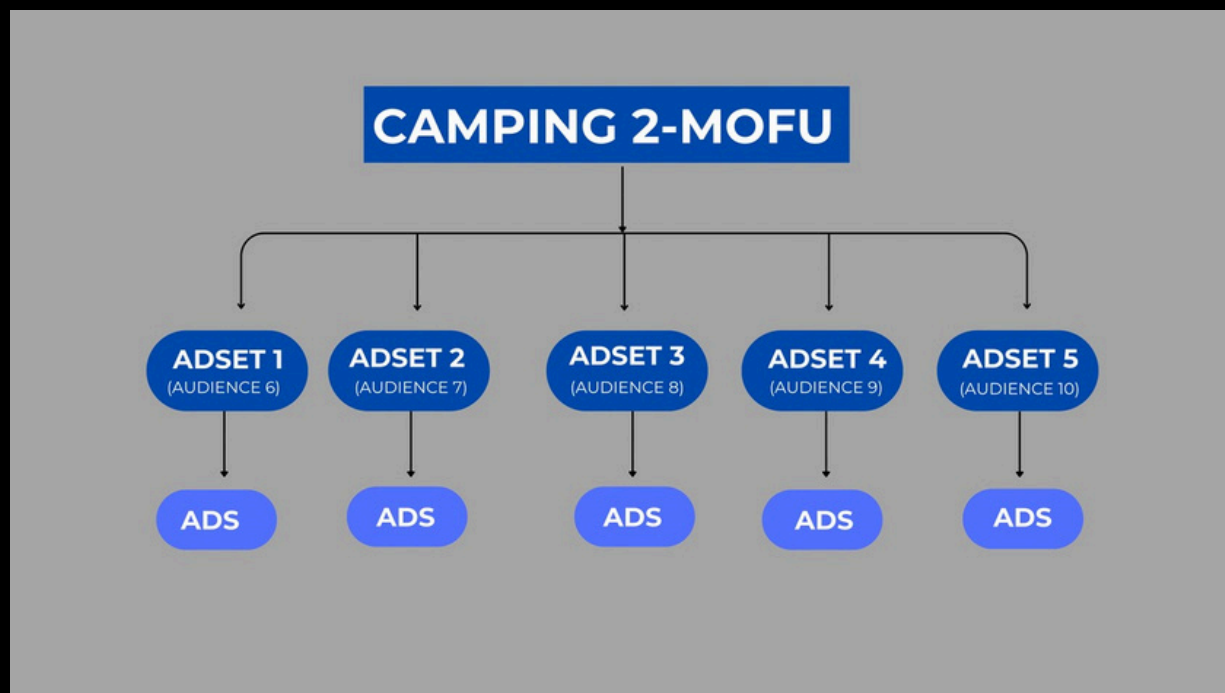 CAMPING 2-MOFU
ADSET 1
(AUDIENCE 6)
ADSET 2
(AUDIENCE 7)
ADSET 3
(AUDIENCE 8)
ADSET 4
(AUDIENCE 9)
ADSET 5
(AUDIENCE 10)
ADS
ADS
ADS
ADS
ADS